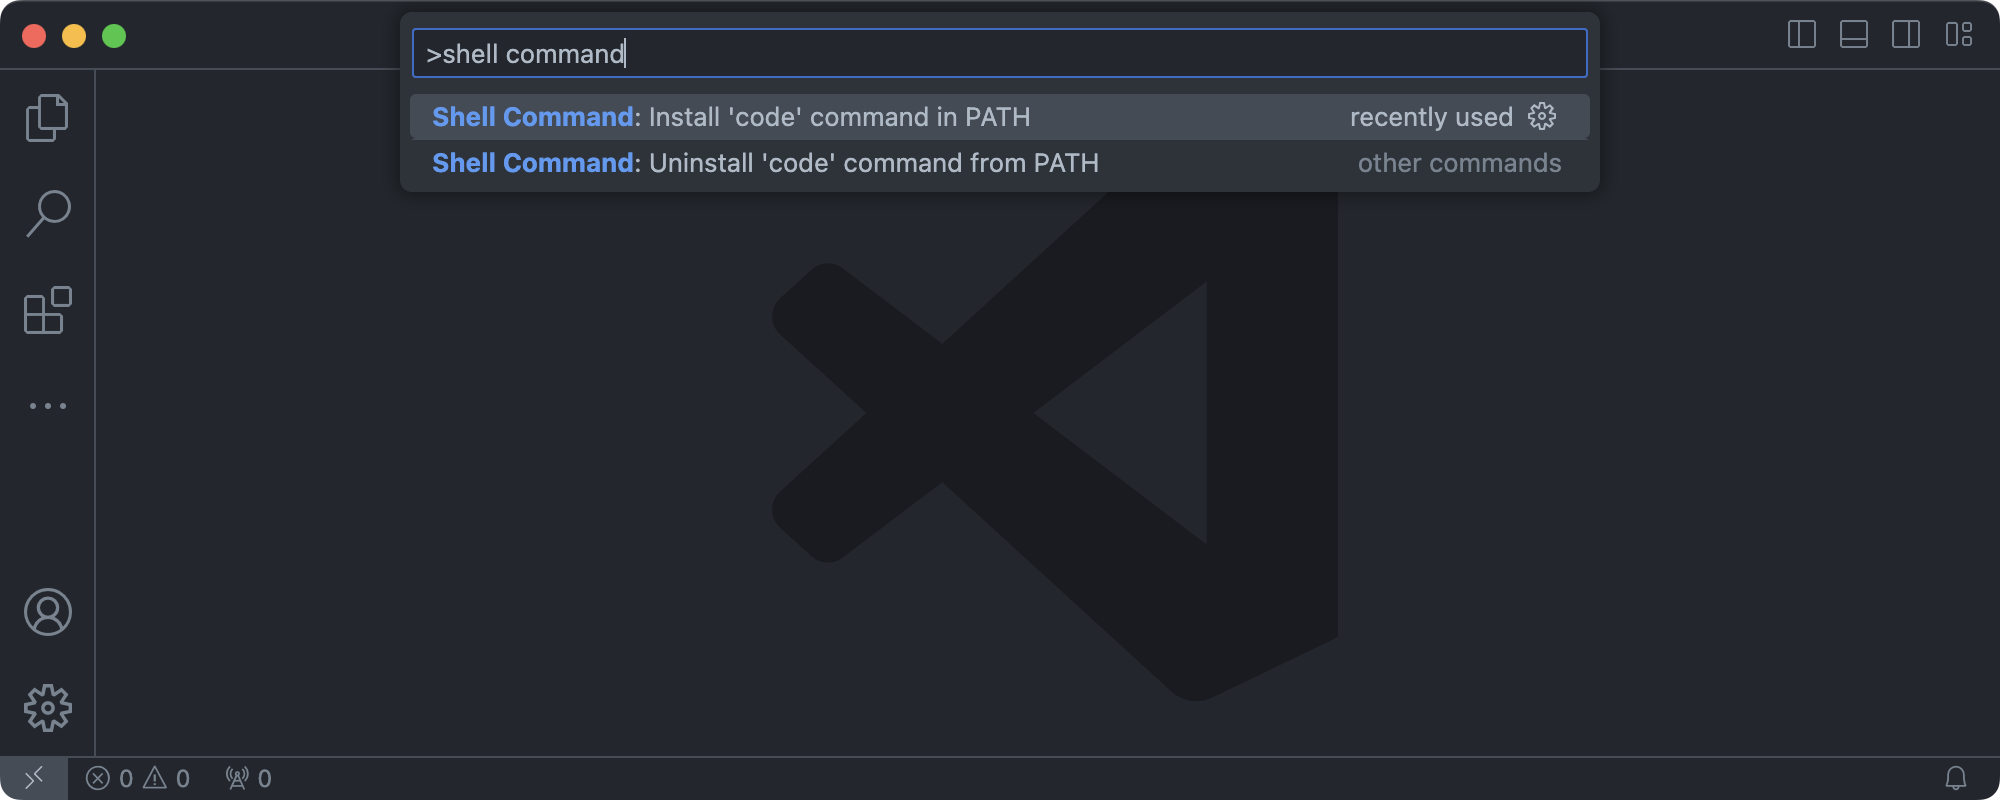 >shell command
Shell Command: Install 'code' command in PATH recently used
Shell Command: Uninstall 'code' command from PATH other commands
0 0 0